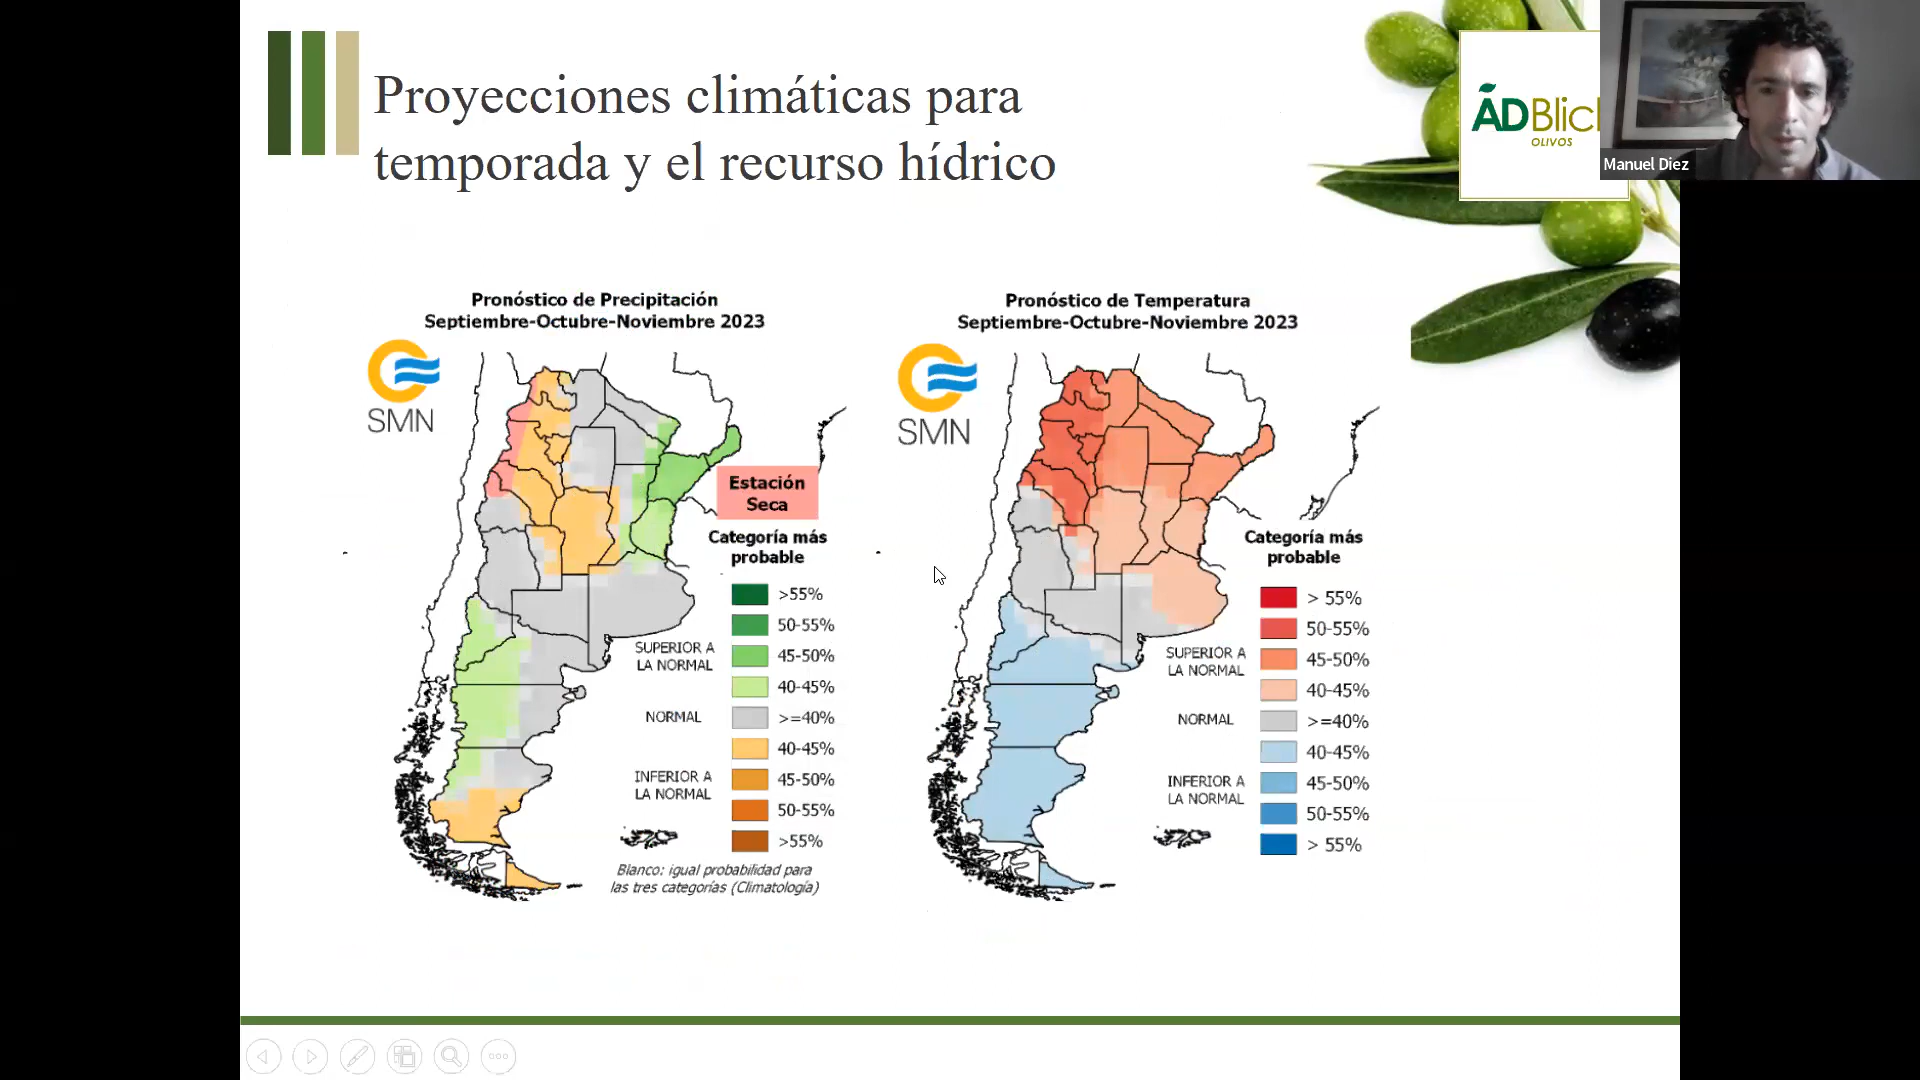 Proyecciones climáticas para
temporada y el recurso hídrico
ADBlick
OLIVOS
Manuel Diez
Pronóstico de Precipitación
Septiembre-Octubre-Noviembre 2023
SMN
Estación
Seca
Categoría más
probable
>55%
50-55%
SUPERIOR A
LA NORMAL
45-50%
40-45%
NORMAL
>=40%
40-45%
INFERIOR A
LA NORMAL
45-50%
50-55%
>55%
Blanco: igual probabilidad para
las tres categorías (Climatología)
Pronóstico de Temperatura
Septiembre-Octubre-Noviembre 2023
SMN
Categoría más
probable
> 55%
50-55%
SUPERIOR A
LA NORMAL
45-50%
40-45%
NORMAL
>=40%
40-45%
INFERIOR A
LA NORMAL
45-50%
50-55%
> 55%